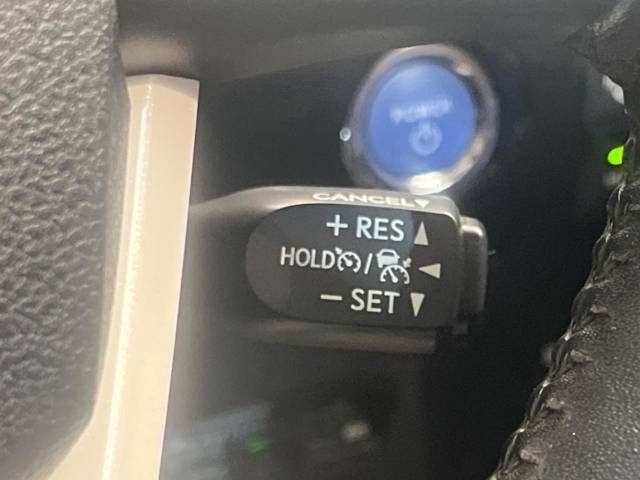 POWER
CANCEL▼
+ RES ▲
HOLD / ◄
− SET ▼